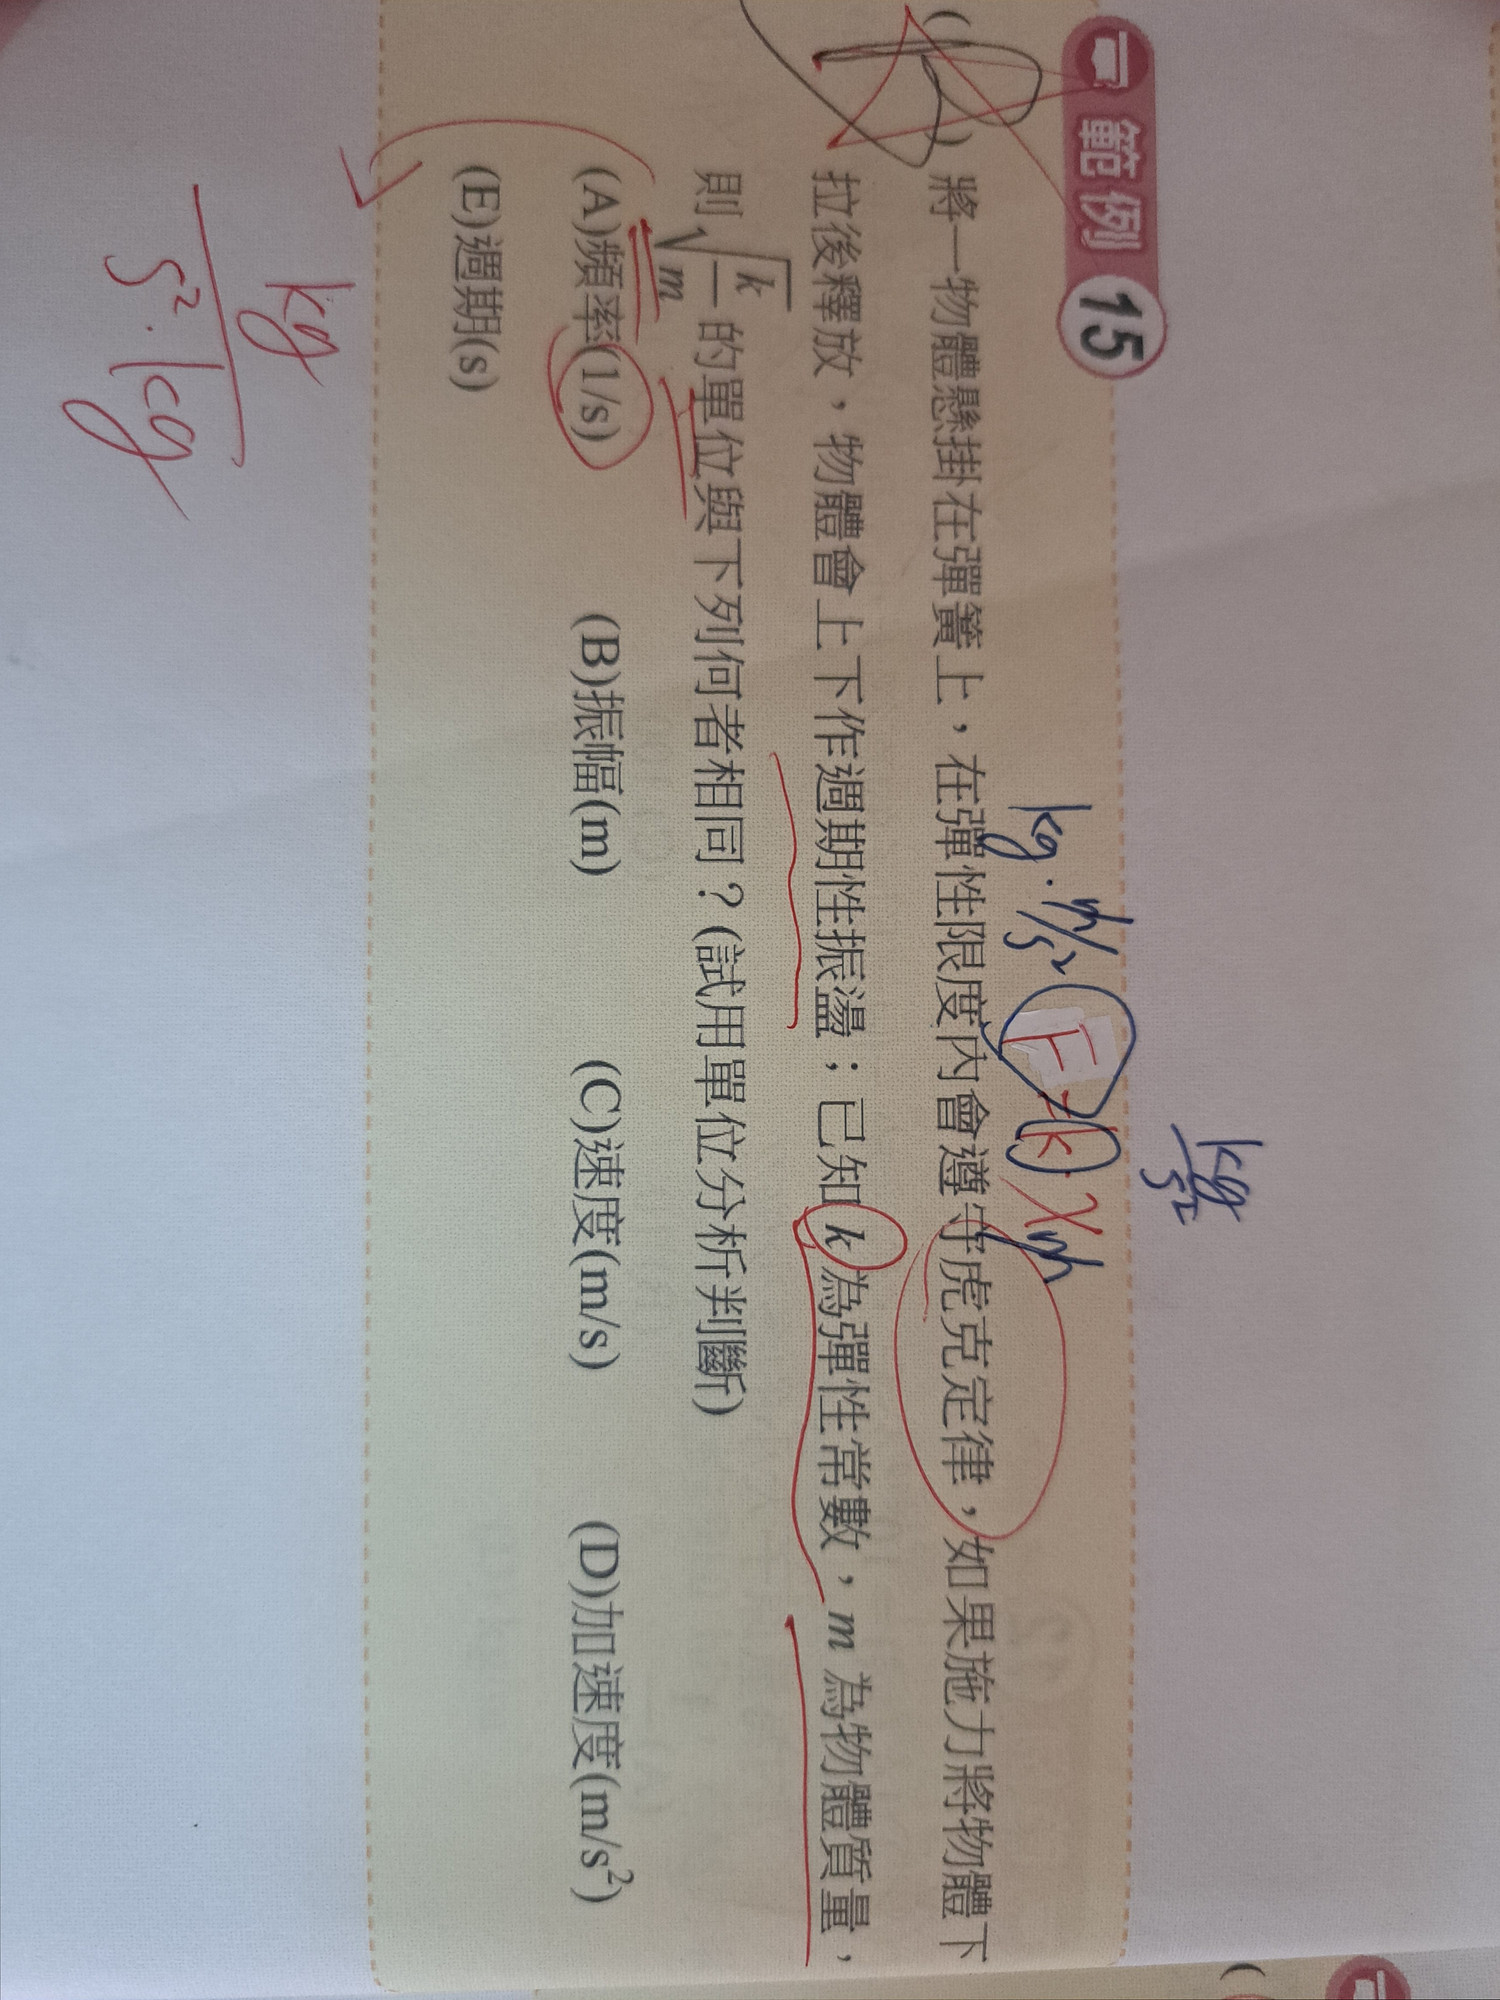 範例 15
( B )
kg · m/s² F = k x m
kg/s²
將一物體懸掛在彈簧上，在彈性限度內會遵守虎克定律，如果施力將物體下
拉後釋放，物體會上下作週期性振盪；已知 k 為彈性常數，m 為物體質量，
則 √(k/m) 的單位與下列何者相同？(試用單位分析判斷)
(A)頻率(1/s) (B)振幅(m) (C)速度(m/s) (D)加速度(m/s²)
(E)週期(s)
kg
s² · kg